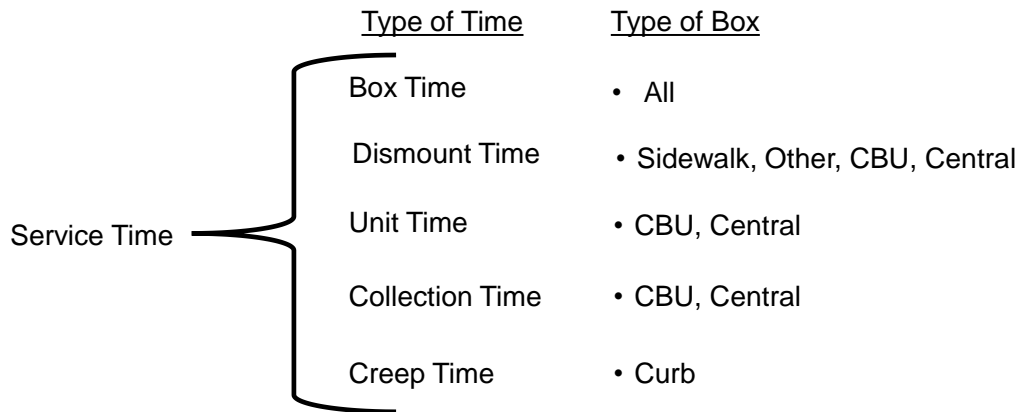 Type of Time Type of Box
Box Time • All
Dismount Time • Sidewalk, Other, CBU, Central
Unit Time • CBU, Central
Service Time
Collection Time • CBU, Central
Creep Time • Curb